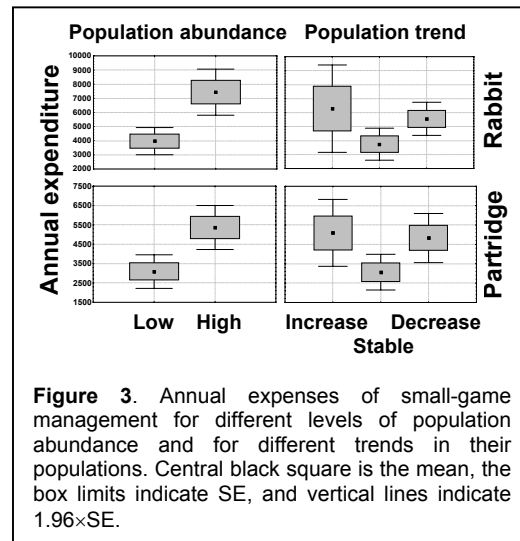 Population abundance Population trend
Annual expenditure
10000
9000
8000
7000
6000
5000
4000
3000
2000
Rabbit
7500
6500
5500
4500
3500
2500
1500
Partridge
Low High Increase Decrease
Stable
Figure 3. Annual expenses of small-game
management for different levels of population
abundance and for different trends in their
populations. Central black square is the mean, the
box limits indicate SE, and vertical lines indicate
1.96×SE.